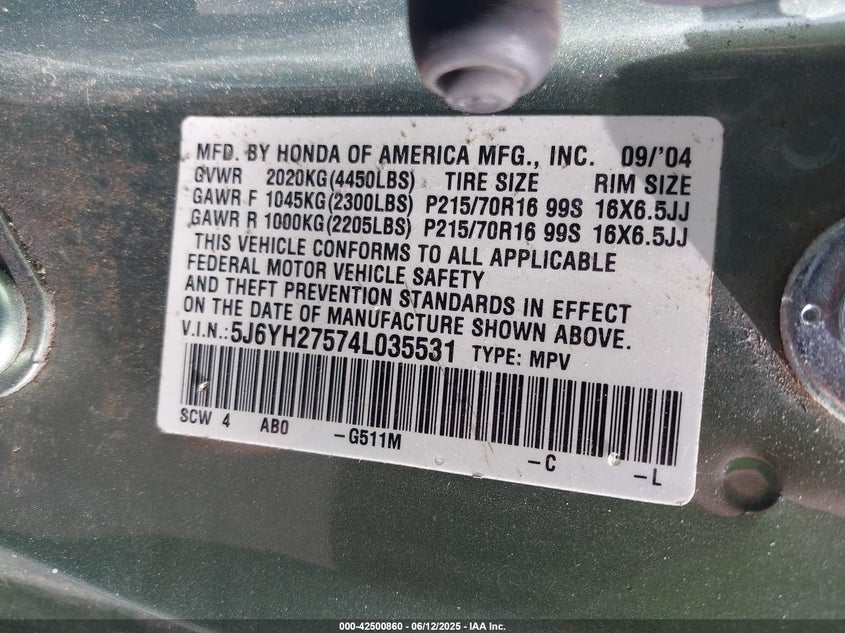 MFD. BY HONDA OF AMERICA MFG., INC. 09/'04
GVWR 2020KG(4450LBS) TIRE SIZE RIM SIZE
GAWR F 1045KG(2300LBS) P215/70R16 99S 16X6.5JJ
GAWR R 1000KG(2205LBS) P215/70R16 99S 16X6.5JJ
THIS VEHICLE CONFORMS TO ALL APPLICABLE
FEDERAL MOTOR VEHICLE SAFETY
AND THEFT PREVENTION STANDARDS IN EFFECT
ON THE DATE OF MANUFACTURE SHOWN ABOVE.
V.I.N.:5J6YH27574L035531 TYPE: MPV
SCW 4 AB0 -G511M -C -L
000-42500860 - 06/12/2025 - IAA Inc.